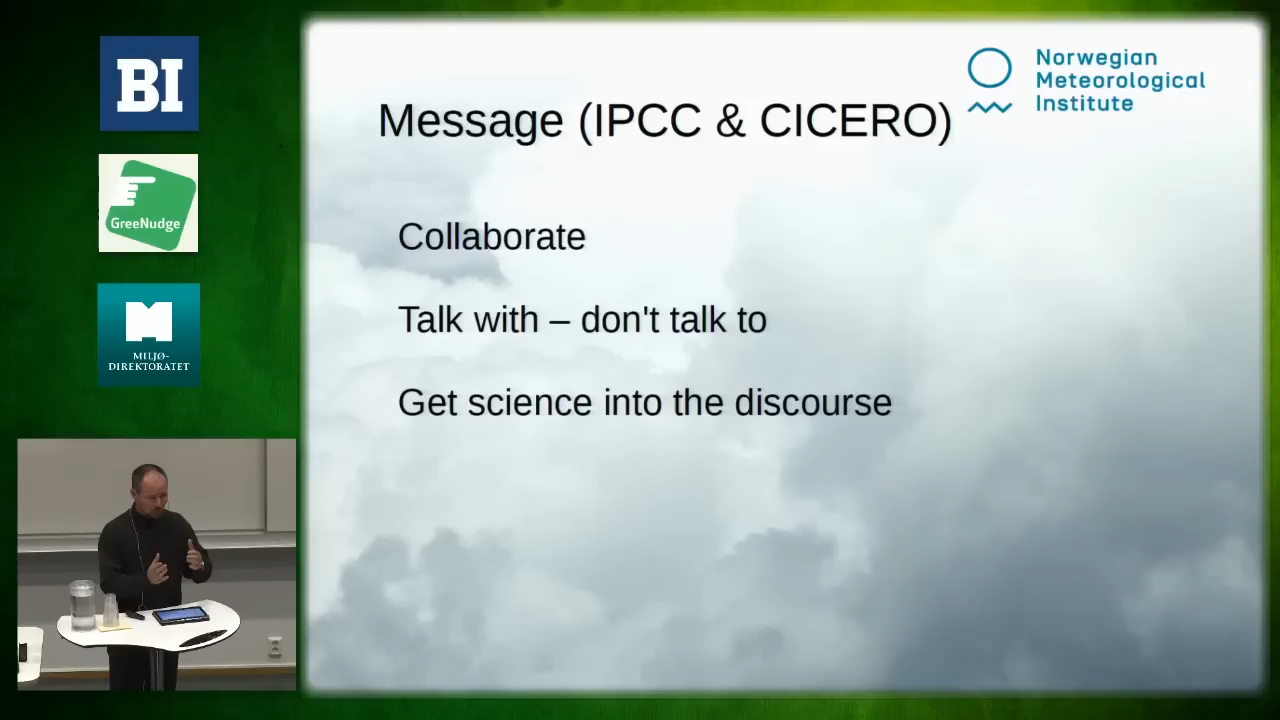 BI
GreeNudge
MILJØ-
DIREKTORATET
Norwegian
Meteorological
Institute
Message (IPCC & CICERO)
Collaborate
Talk with – don't talk to
Get science into the discourse